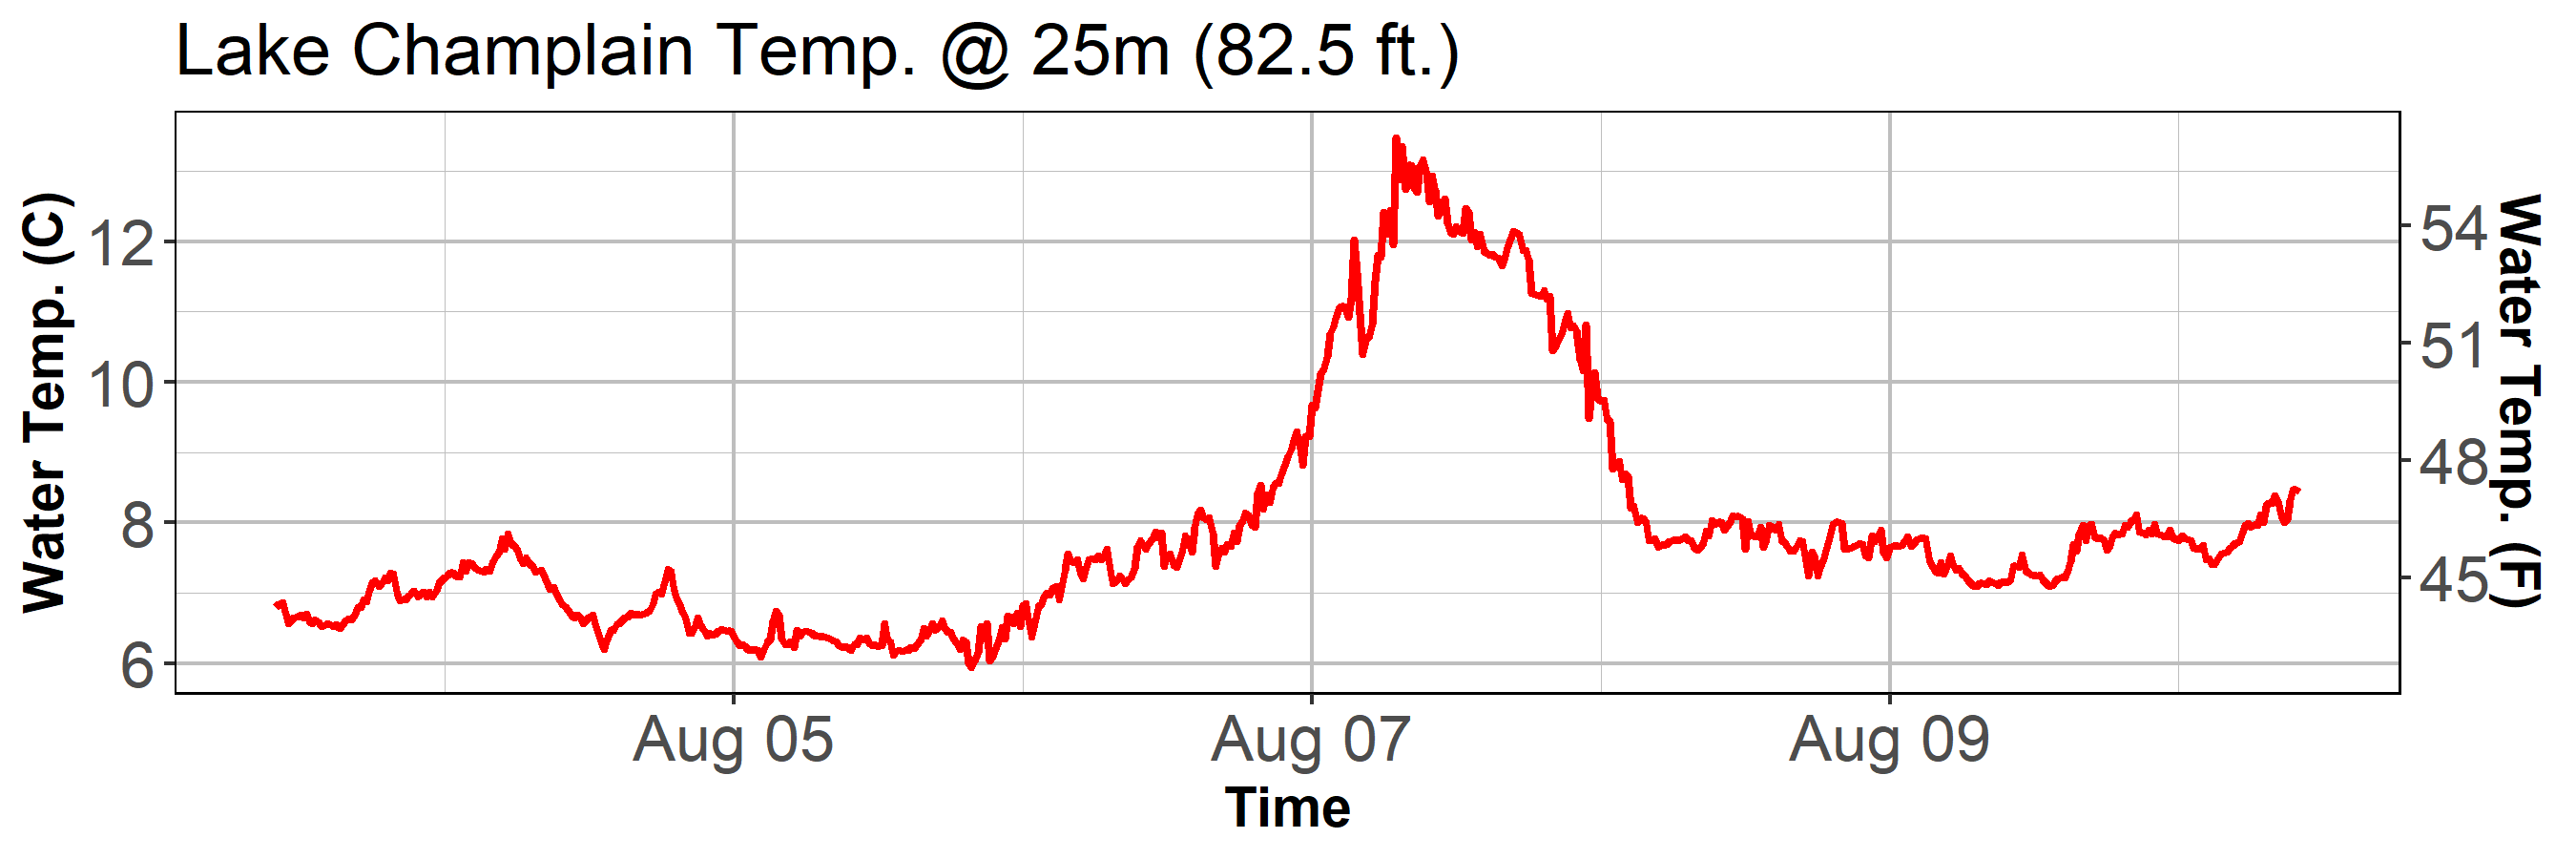 Lake Champlain Temp. @ 25m (82.5 ft.)
Water Temp. (C)
12
10
8
6
54
51
48
45
Water Temp. (F)
Aug 05
Aug 07
Aug 09
Time